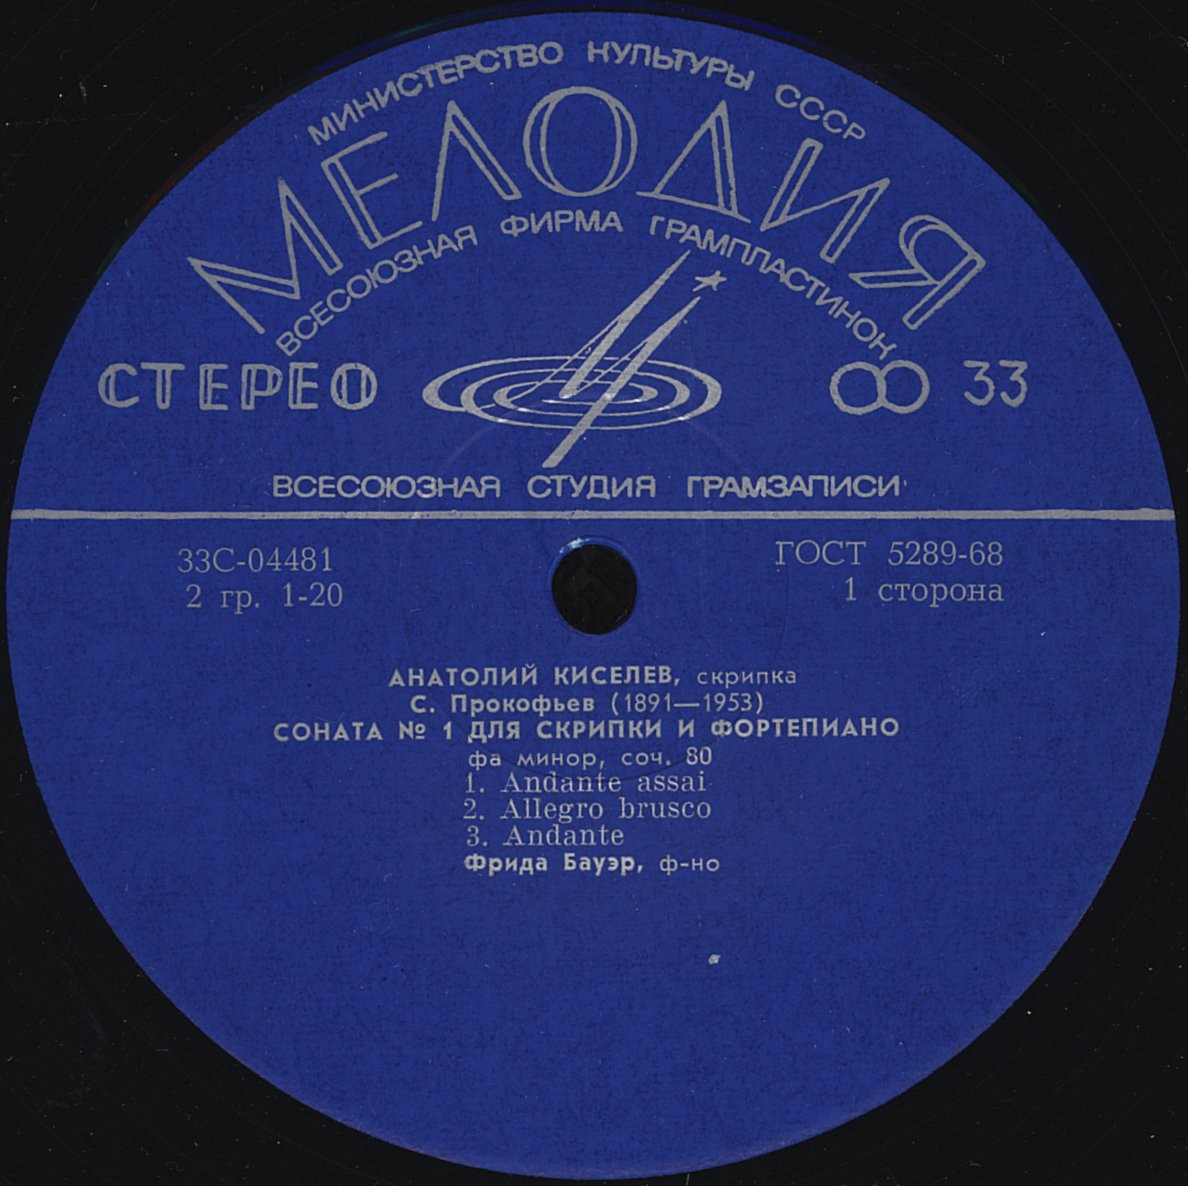 МИНИСТЕРСТВО КУЛЬТУРЫ СССР
МЕЛОДИЯ
ВСЕСОЮЗНАЯ ФИРМА ГРАМПЛАСТИНОК
СТЕРЕО 33
ВСЕСОЮЗНАЯ СТУДИЯ ГРАМЗАПИСИ
33С-04481 ГОСТ 5289-68
2 гр. 1-20 1 сторона
АНАТОЛИЙ КИСЕЛЕВ, скрипка
С. Прокофьев (1891—1953)
СОНАТА № 1 ДЛЯ СКРИПКИ И ФОРТЕПИАНО
фа минор, соч. 80
1. Andante assai
2. Allegro brusco
3. Andante
Фрида Бауэр, ф-но